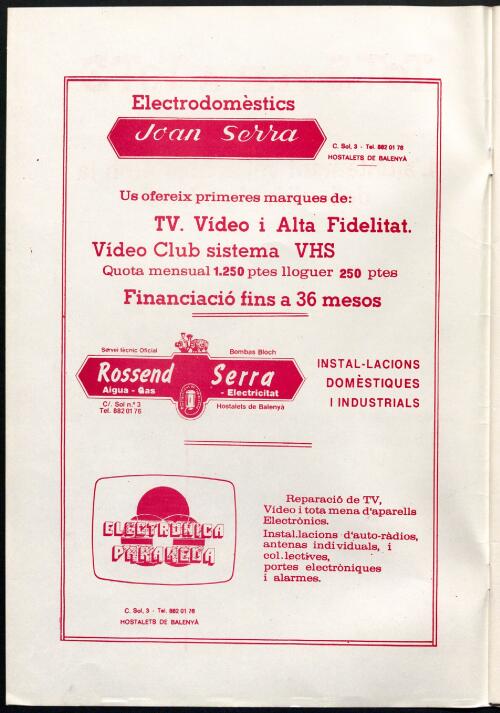 Electrodomèstics
Joan Serra
C. Sol, 3 - Tel. 882 01 76
HOSTALETS DE BALENYÀ
Us ofereix primeres marques de:
TV. Vídeo i Alta Fidelitat.
Vídeo Club sistema VHS
Quota mensual 1.250 ptes lloguer 250 ptes
Financiació fins a 36 mesos
Servei tècnic Oficial
Bombas Bloch
Rossend Serra
Aigua - Gas - Electricitat
C/. Sol n.º 3
Tel. 882 01 76
Hostalets de Balenyà
INSTAL-LACIONS
DOMÈSTIQUES
I INDUSTRIALS
ELECTRÒNICA
PARAREDA
Reparació de TV,
Vídeo i tota mena d'aparells
Electrònics.
Instal.lacions d'auto-ràdios,
antenas individuals, i
col.lectives,
portes electròniques
i alarmes.
C. Sol, 3 - Tel. 882 01 76
HOSTALETS DE BALENYÀ